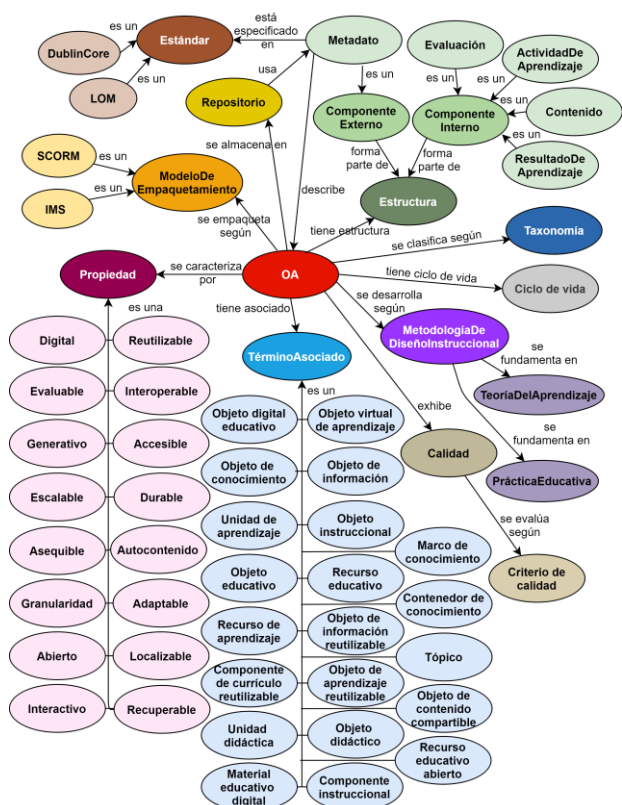 es un
está
especificado
en
DublinCore
Estándar
Metadato
Evaluación
ActividadDe
Aprendizaje
es un
LOM
usa
es un
es un
es un
Repositorio
Componente
Externo
Componente
Interno
es un
Contenido
es un
ResultadoDe
Aprendizaje
SCORM
es un
se almacena en
forma
parte de
forma
parte de
ModeloDe
Empaquetamiento
IMS
es un
describe
Estructura
se empaqueta
según
tiene estructura
se clasifica según
Taxonomía
Propiedad
se caracteriza
por
OA
tiene ciclo de vida
Ciclo de vida
es una
tiene asociado
se desarrolla
según
MetodologíaDe
DiseñoInstruccional
se
fundamenta en
TeoríaDelAprendizaje
se
fundamenta en
PrácticaEducativa
TérminoAsociado
es un
exhibe
Calidad
se evalúa
según
Criterio de
calidad
Digital
Reutilizable
Evaluable
Interoperable
Generativo
Accesible
Escalable
Durable
Asequible
Autocontenido
Granularidad
Adaptable
Abierto
Localizable
Interactivo
Recuperable
Objeto digital
educativo
Objeto virtual
de aprendizaje
Objeto de
conocimiento
Objeto de
información
Unidad de
aprendizaje
Objeto
instruccional
Marco de
conocimiento
Objeto
educativo
Recurso
educativo
Contenedor de
conocimiento
Recurso de
aprendizaje
Objeto de
información
reutilizable
Tópico
Componente
de currículo
reutilizable
Objeto de
aprendizaje
reutilizable
Objeto de
contenido
compartible
Unidad
didáctica
Objeto
didáctico
Recurso
educativo
abierto
Material
educativo
digital
Componente
instruccional